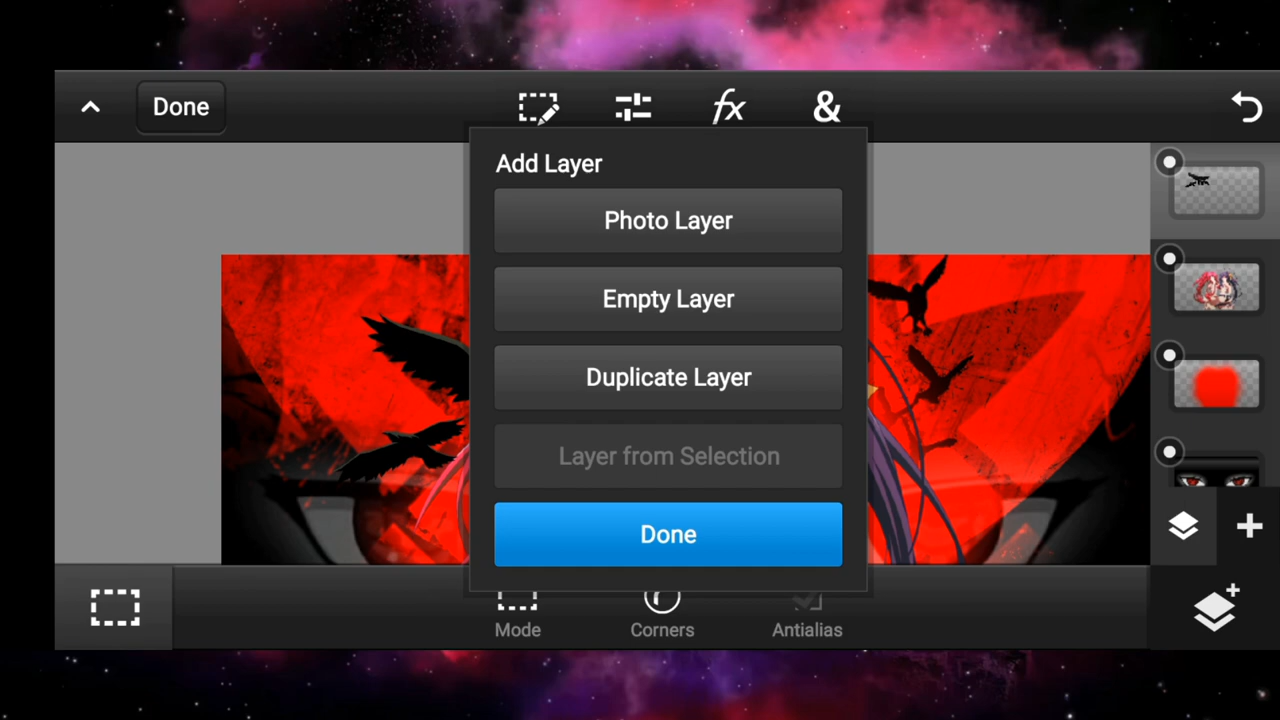 Done
fx
&
Add Layer
Photo Layer
Empty Layer
Duplicate Layer
Layer from Selection
Done
Mode
Corners
Antialias